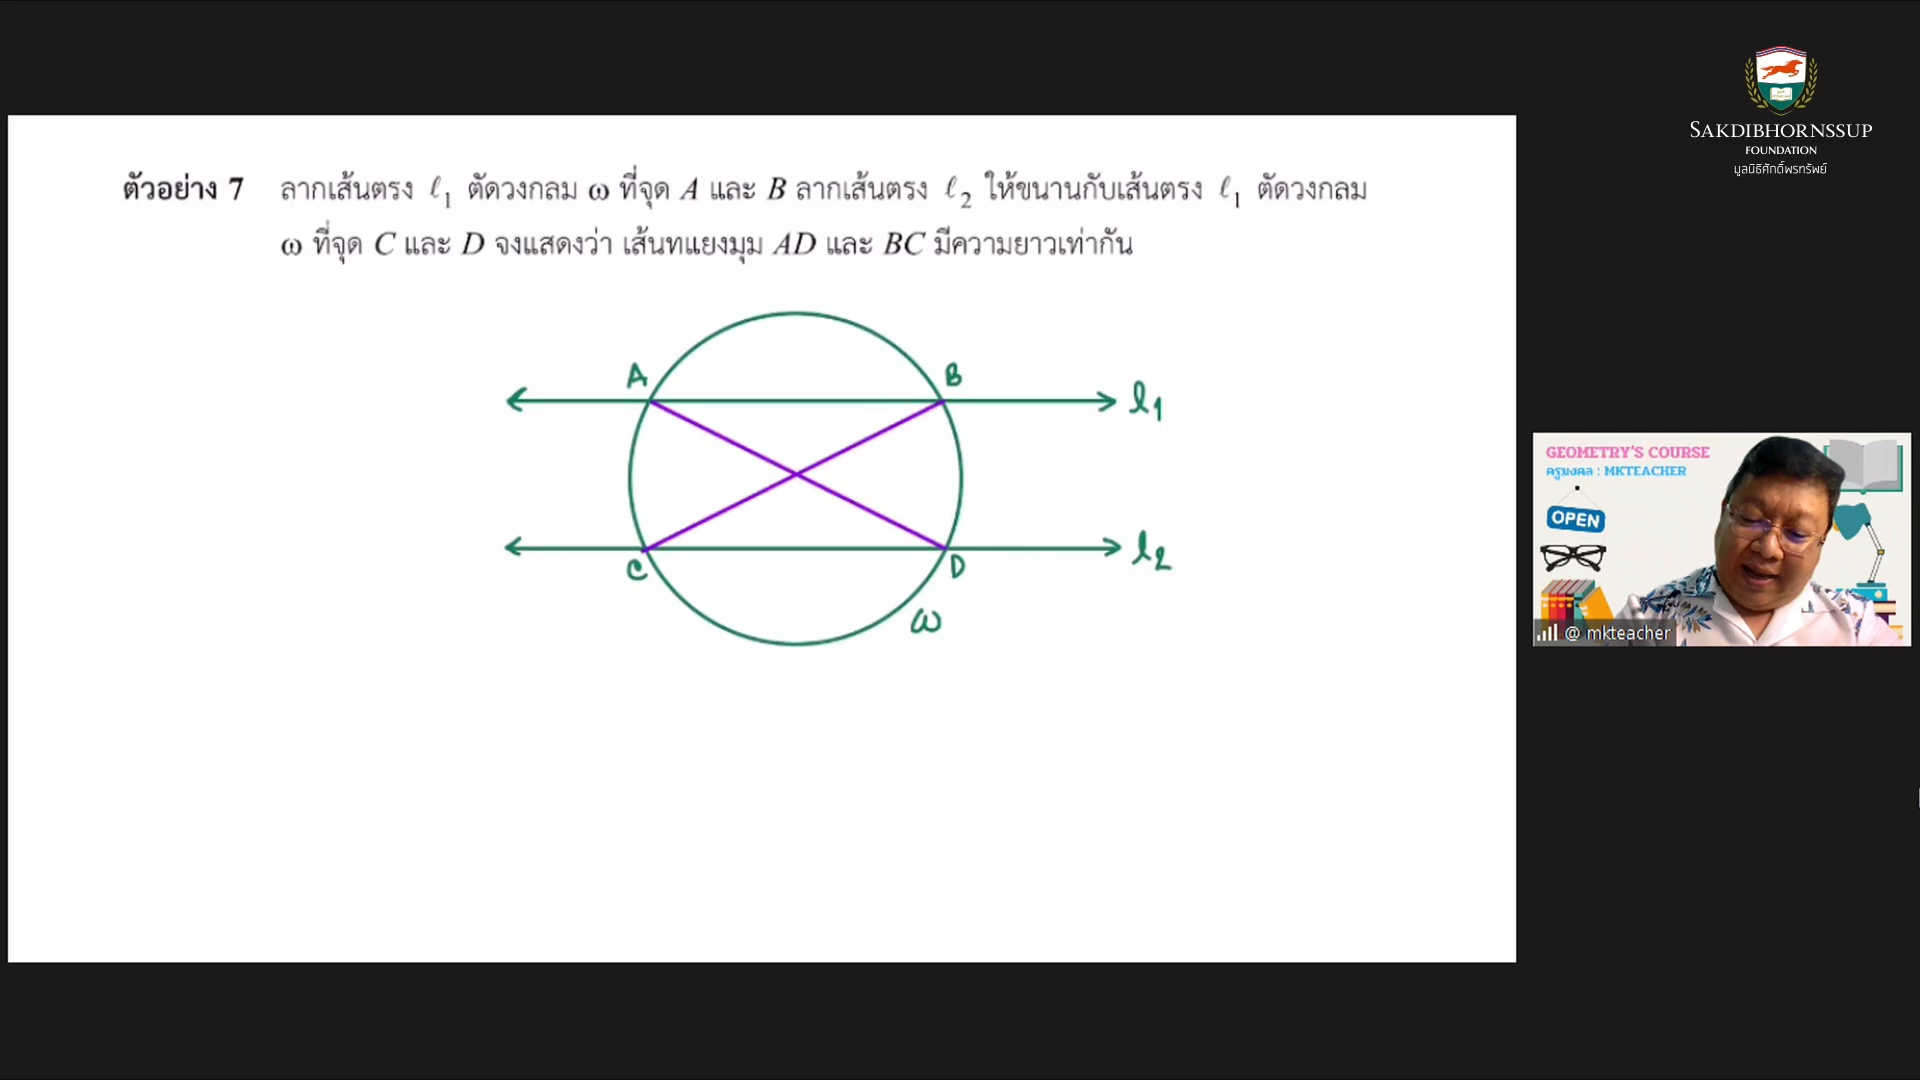 SAKDIBHORNSSUP
FOUNDATION
มูลนิธิศักดิ์พรทรัพย์
ตัวอย่าง 7 ลากเส้นตรง ℓ₁ ตัดวงกลม ω ที่จุด A และ B ลากเส้นตรง ℓ₂ ให้ขนานกับเส้นตรง ℓ₁ ตัดวงกลม
ω ที่จุด C และ D จงแสดงว่า เส้นทแยงมุม AD และ BC มีความยาวเท่ากัน
A B ℓ₁
C D ℓ₂
ω
GEOMETRY'S COURSE
ครูมงคล : MKTEACHER
OPEN
@ mkteacher